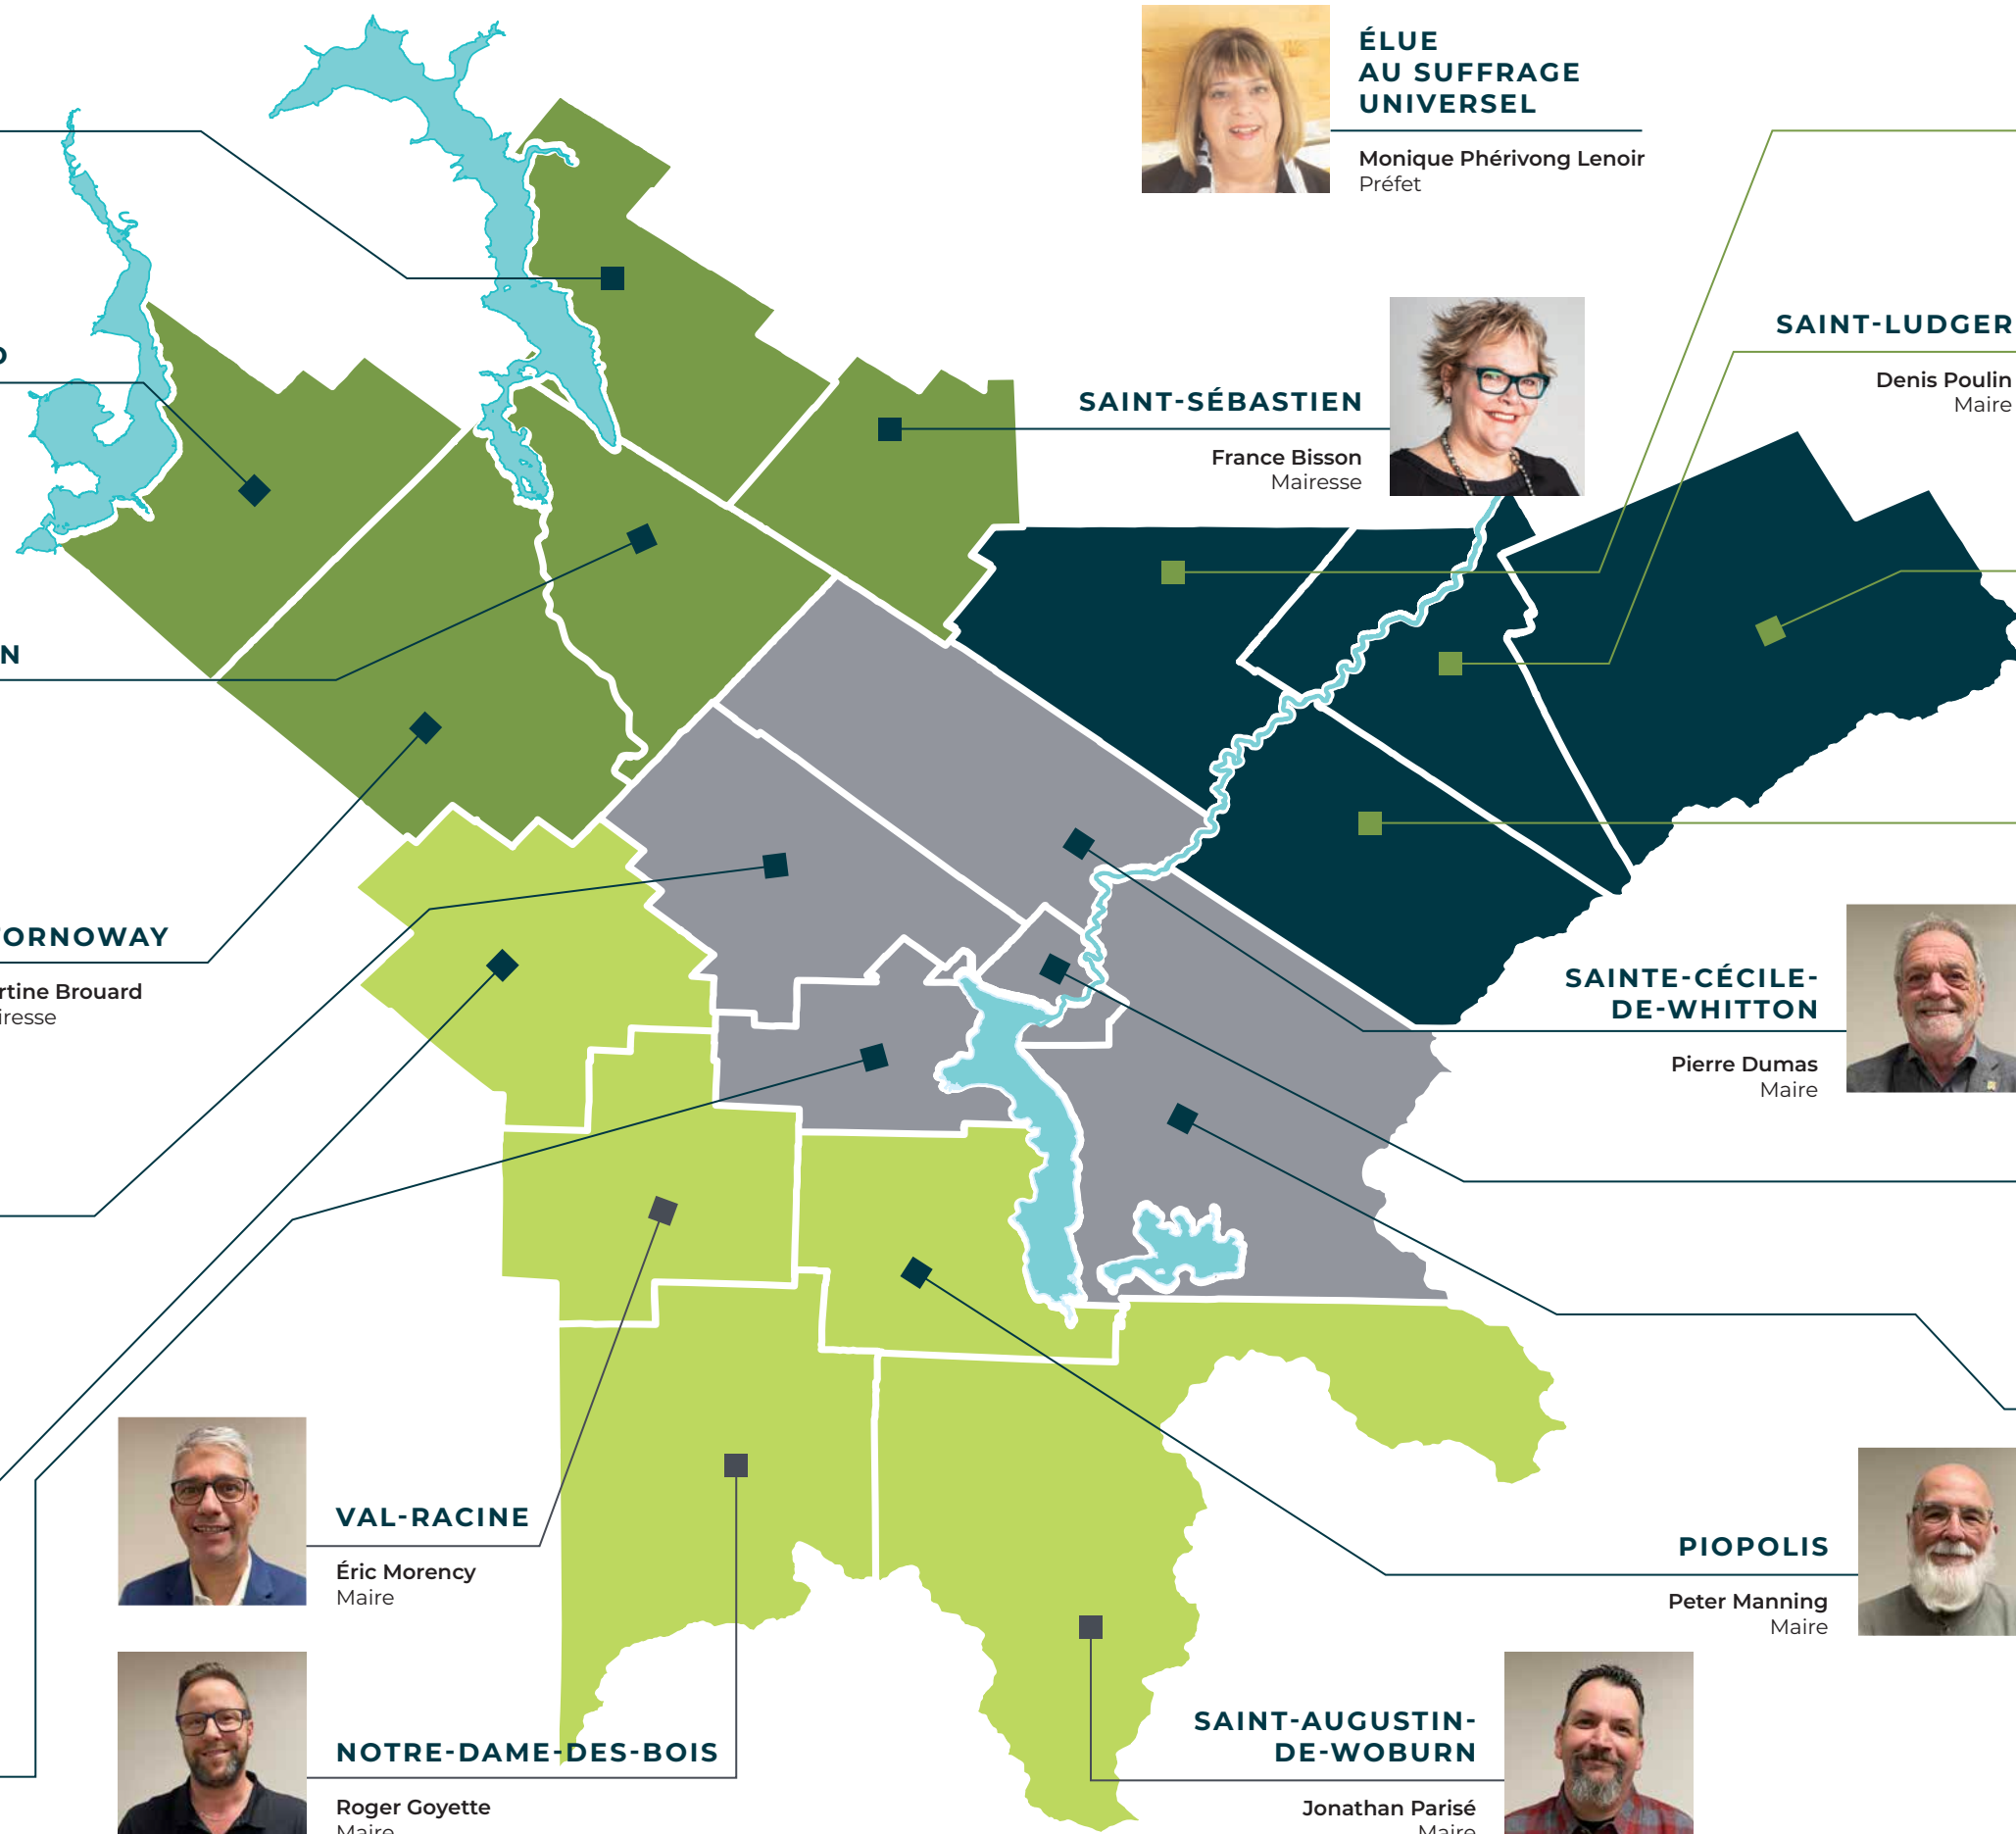 ÉLUE
AU SUFFRAGE
UNIVERSEL
Monique Phérivong Lenoir
Préfet
SAINT-LUDGER
Denis Poulin
Maire
SAINT-SÉBASTIEN
France Bisson
Mairesse
N
ORNOWAY
rtine Brouard
iresse
SAINTE-CÉCILE-
DE-WHITTON
Pierre Dumas
Maire
VAL-RACINE
Éric Morency
Maire
PIOPOLIS
Peter Manning
Maire
NOTRE-DAME-DES-BOIS
Roger Goyette
Maire
SAINT-AUGUSTIN-
DE-WOBURN
Jonathan Parisé
Maire